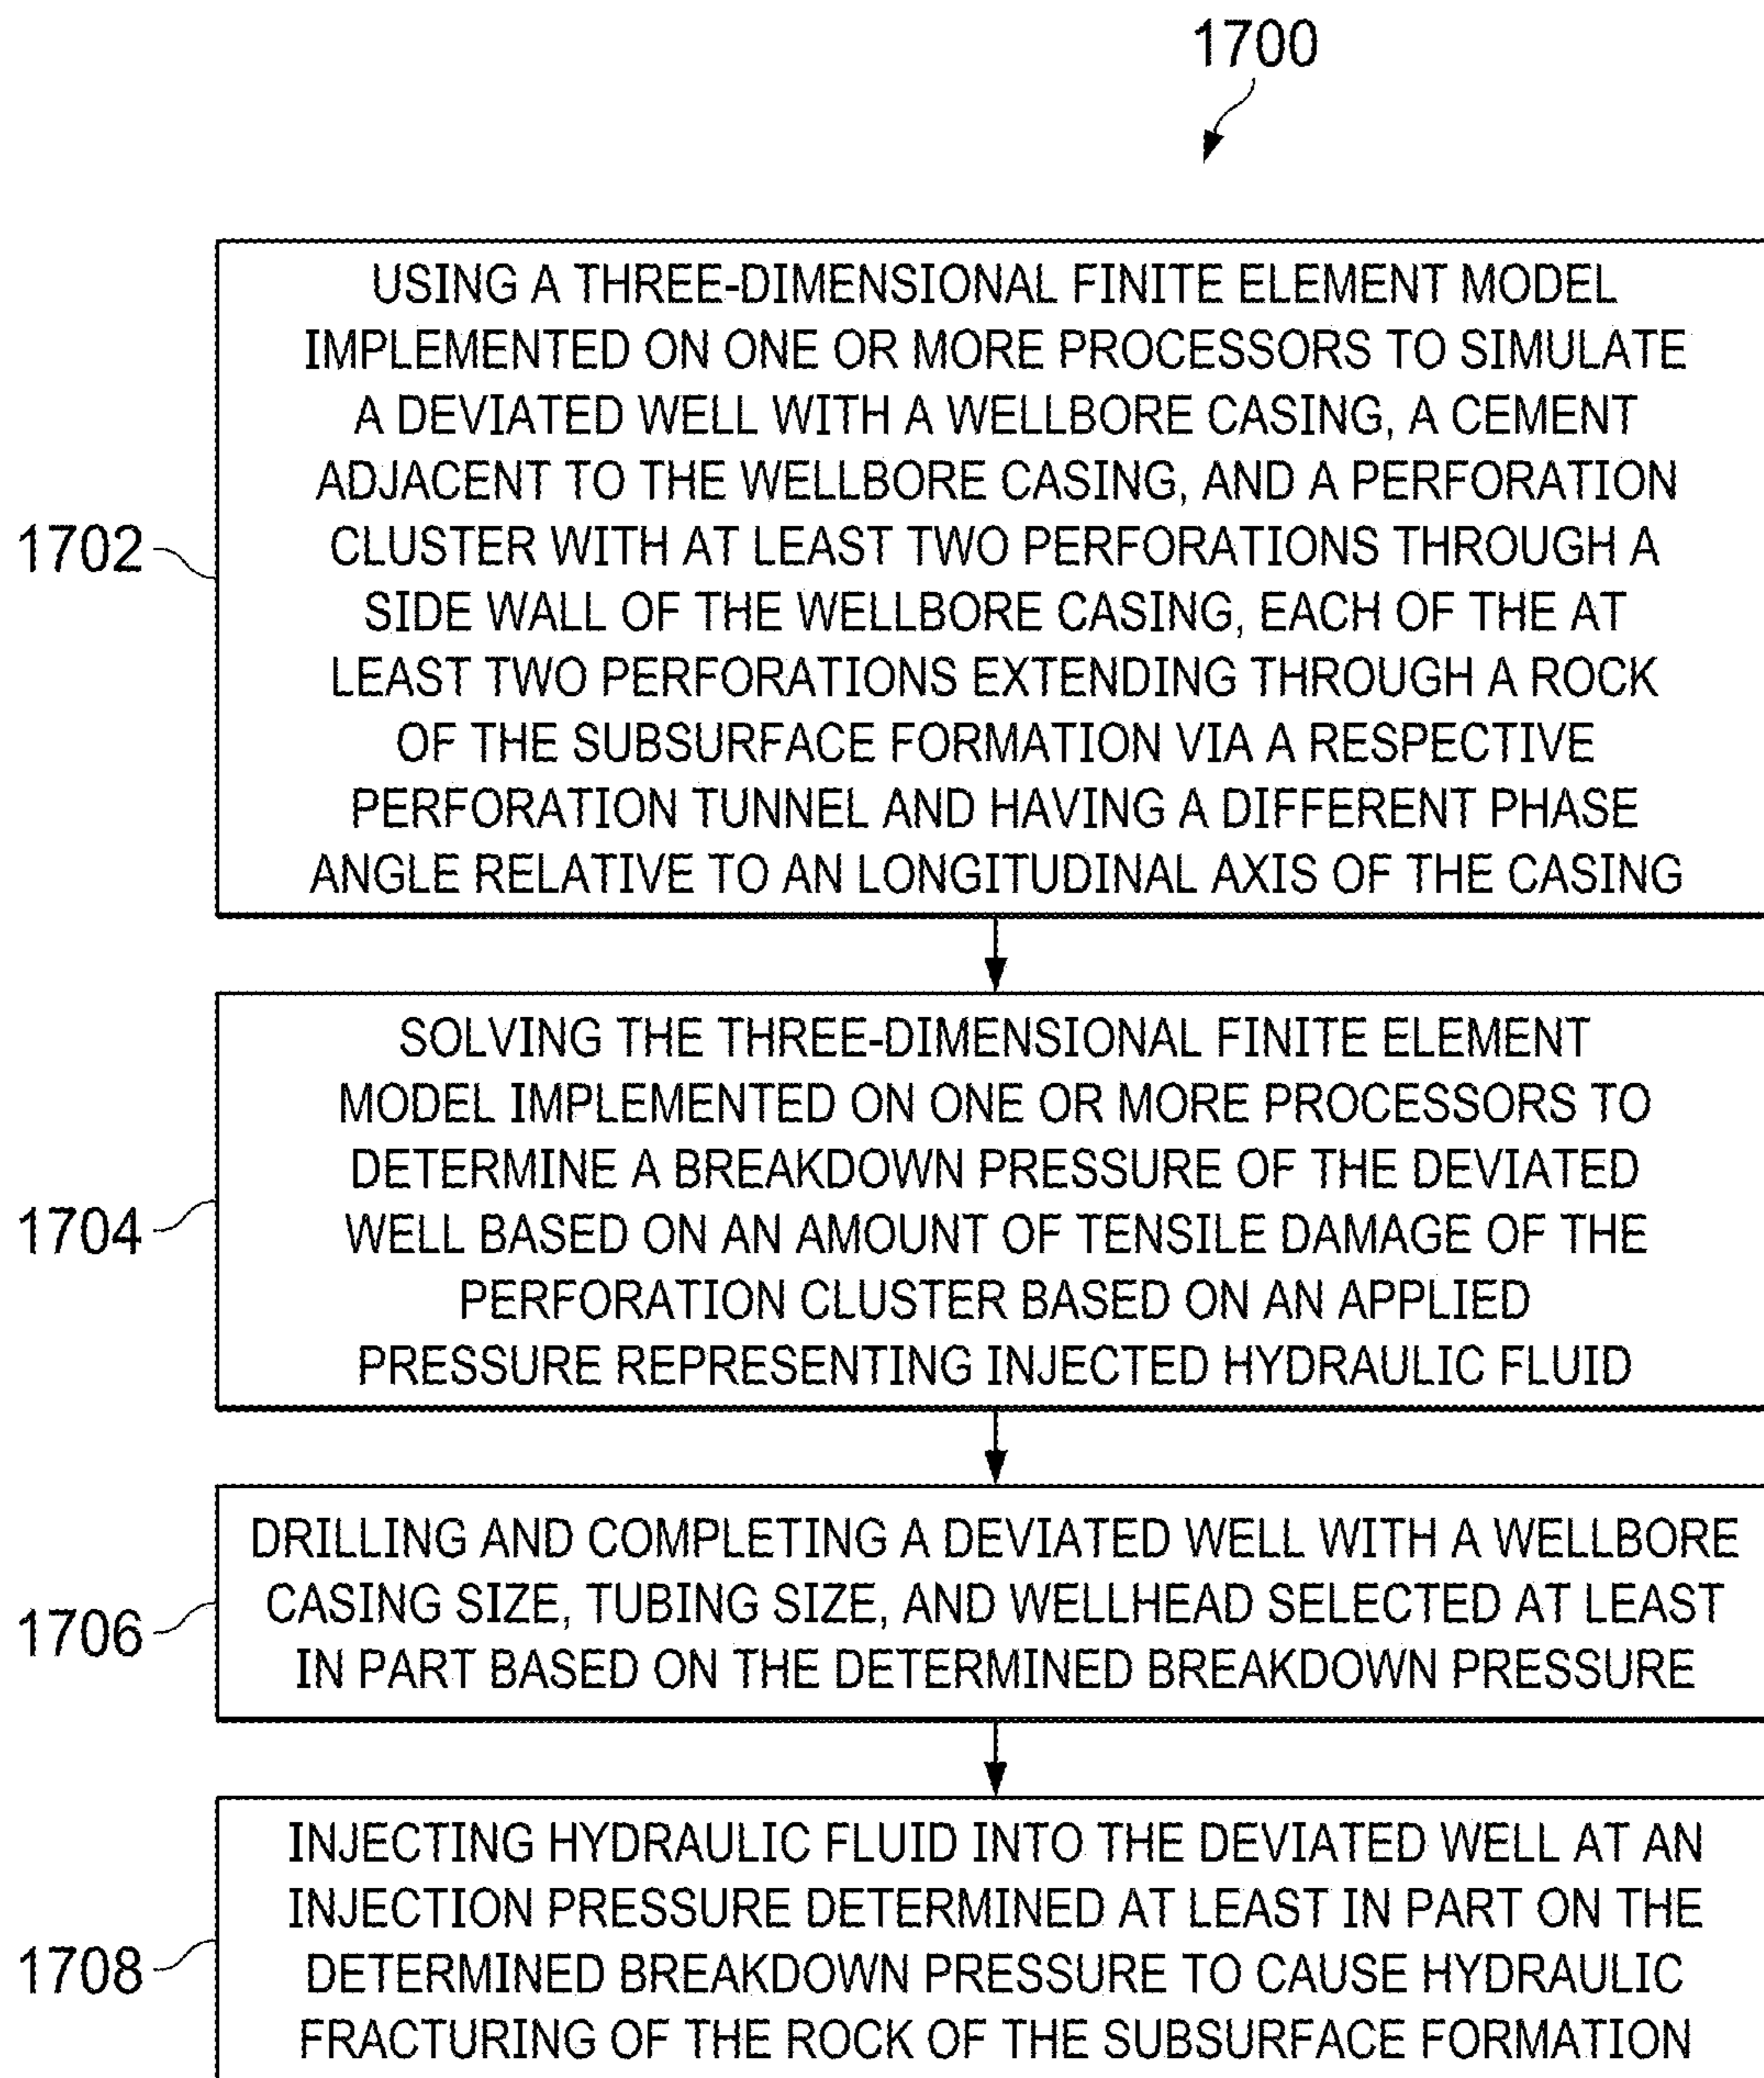 1700
USING A THREE-DIMENSIONAL FINITE ELEMENT MODEL
IMPLEMENTED ON ONE OR MORE PROCESSORS TO SIMULATE
A DEVIATED WELL WITH A WELLBORE CASING, A CEMENT
ADJACENT TO THE WELLBORE CASING, AND A PERFORATION
1702
CLUSTER WITH AT LEAST TWO PERFORATIONS THROUGH A
SIDE WALL OF THE WELLBORE CASING, EACH OF THE AT
LEAST TWO PERFORATIONS EXTENDING THROUGH A ROCK
OF THE SUBSURFACE FORMATION VIA A RESPECTIVE
PERFORATION TUNNEL AND HAVING A DIFFERENT PHASE
ANGLE RELATIVE TO AN LONGITUDINAL AXIS OF THE CASING
SOLVING THE THREE-DIMENSIONAL FINITE ELEMENT
MODEL IMPLEMENTED ON ONE OR MORE PROCESSORS TO
DETERMINE A BREAKDOWN PRESSURE OF THE DEVIATED
1704
WELL BASED ON AN AMOUNT OF TENSILE DAMAGE OF THE
PERFORATION CLUSTER BASED ON AN APPLIED
PRESSURE REPRESENTING INJECTED HYDRAULIC FLUID
DRILLING AND COMPLETING A DEVIATED WELL WITH A WELLBORE
CASING SIZE, TUBING SIZE, AND WELLHEAD SELECTED AT LEAST
1706
IN PART BASED ON THE DETERMINED BREAKDOWN PRESSURE
INJECTING HYDRAULIC FLUID INTO THE DEVIATED WELL AT AN
INJECTION PRESSURE DETERMINED AT LEAST IN PART ON THE
1708
DETERMINED BREAKDOWN PRESSURE TO CAUSE HYDRAULIC
FRACTURING OF THE ROCK OF THE SUBSURFACE FORMATION